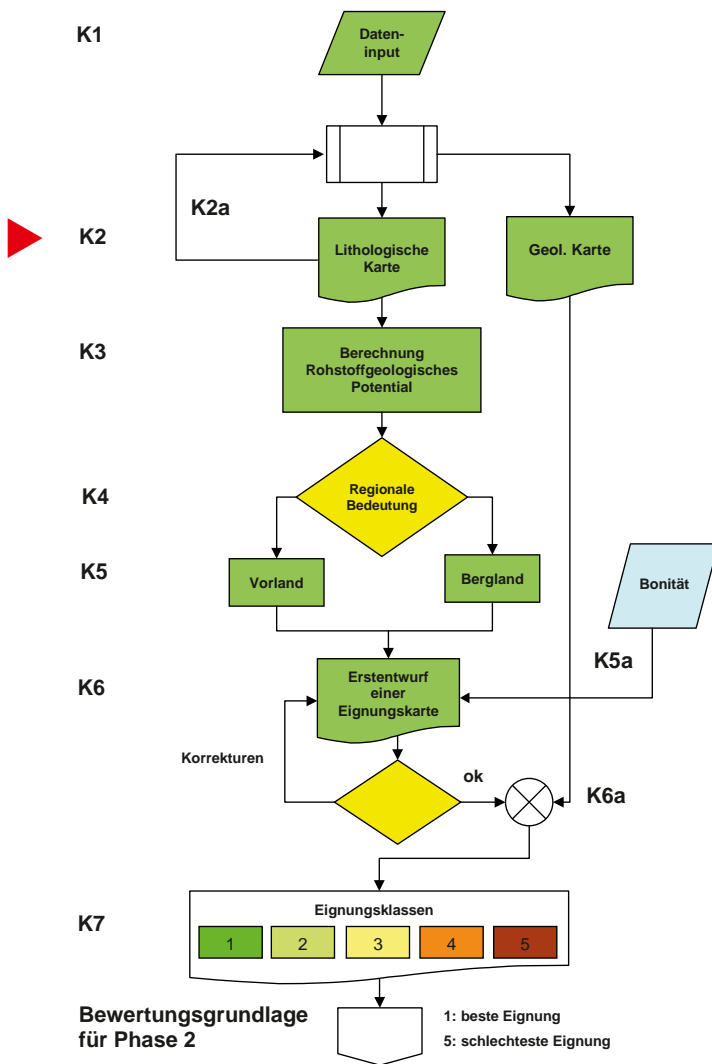 K1
Daten-
input
K2a
K2
Lithologische
Karte
Geol. Karte
K3
Berechnung
Rohstoffgeologisches
Potential
K4
Regionale
Bedeutung
K5
Vorland
Bergland
Bonität
K5a
K6
Erstentwurf
einer
Eignungskarte
Korrekturen
ok
K6a
K7
Eignungsklassen
1 2 3 4 5
Bewertungsgrundlage
für Phase 2
1: beste Eignung
5: schlechteste Eignung